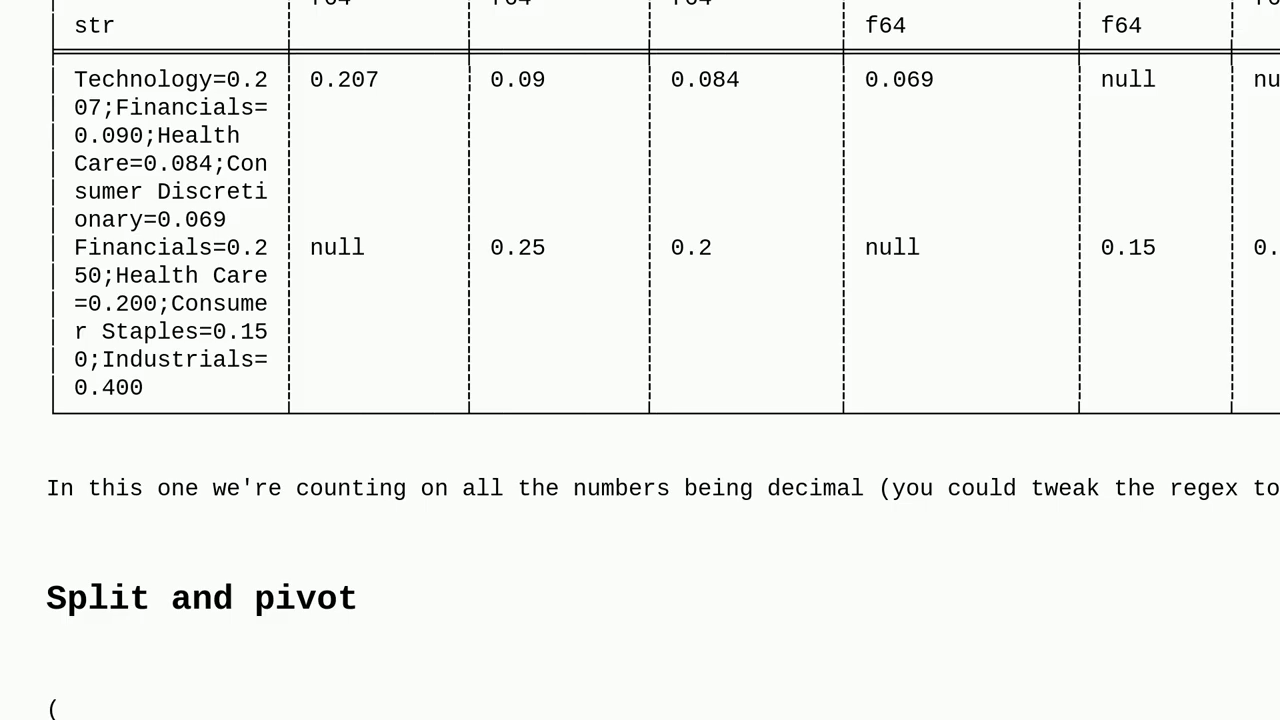 str f64 f64
Technology=0.2 0.207 0.09 0.084 0.069 null nu
07;Financials=
0.090;Health
Care=0.084;Con
sumer Discreti
onary=0.069
Financials=0.2 null 0.25 0.2 null 0.15 0.
50;Health Care
=0.200;Consume
r Staples=0.15
0;Industrials=
0.400
In this one we're counting on all the numbers being decimal (you could tweak the regex to
Split and pivot
(